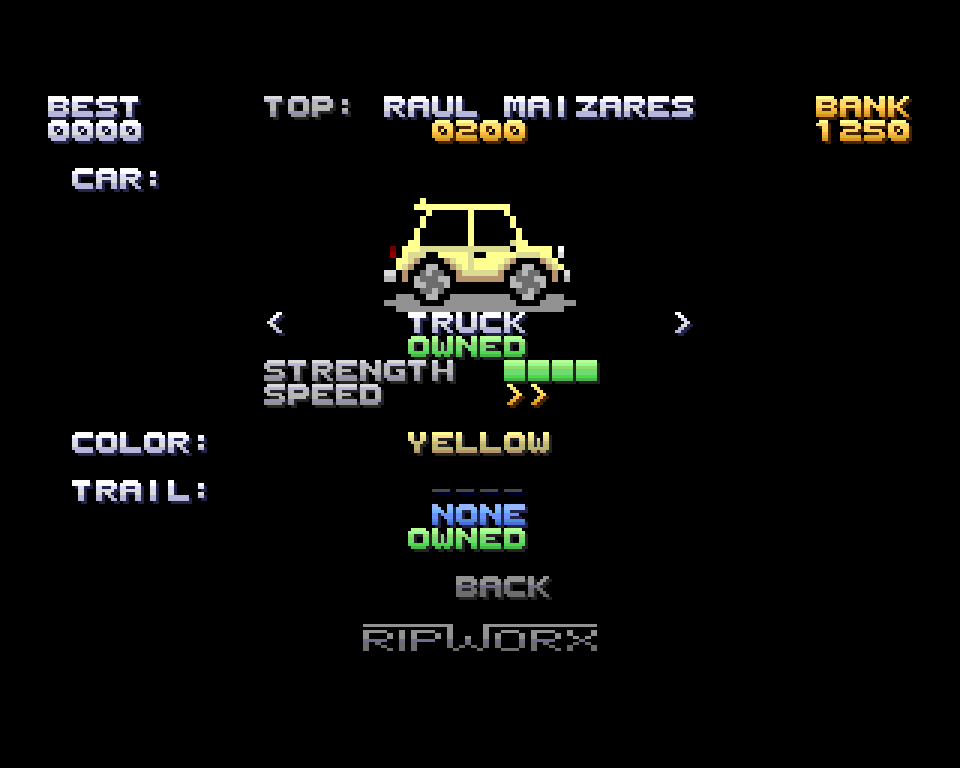 BEST TOP: RAUL MAIZARES BANK
0000 0200 1250
CAR:
< TRUCK >
OWNED
STRENGTH
SPEED >>
COLOR: YELLOW
TRAIL: ----
NONE
OWNED
BACK
RIPWORX